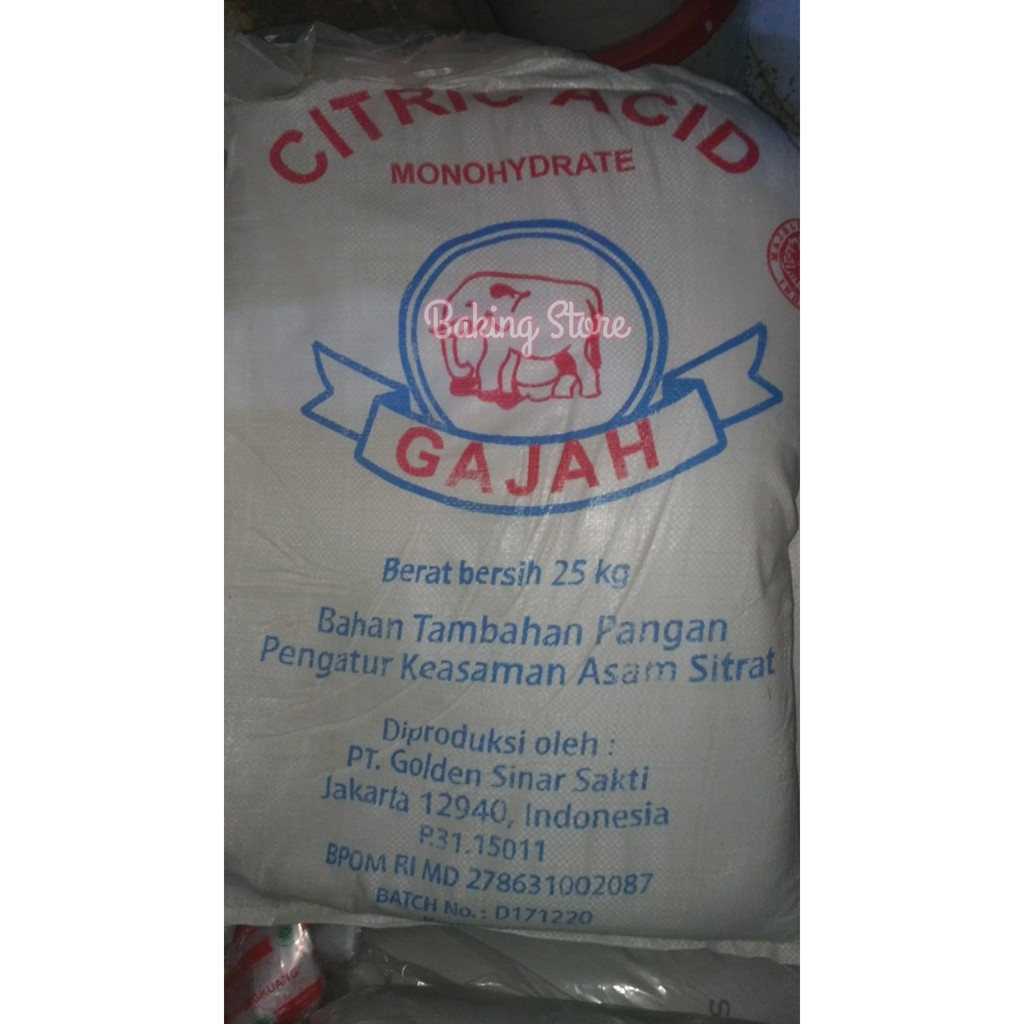 CITRIC ACID
MONOHYDRATE
Baking Store
GAJAH
Berat bersih 25 kg
Bahan Tambahan Pangan
Pengatur Keasaman Asam Sitrat
Diproduksi oleh :
PT. Golden Sinar Sakti
Jakarta 12940, Indonesia
P.31.15011
BPOM RI MD 278631002087
BATCH No. : D171220